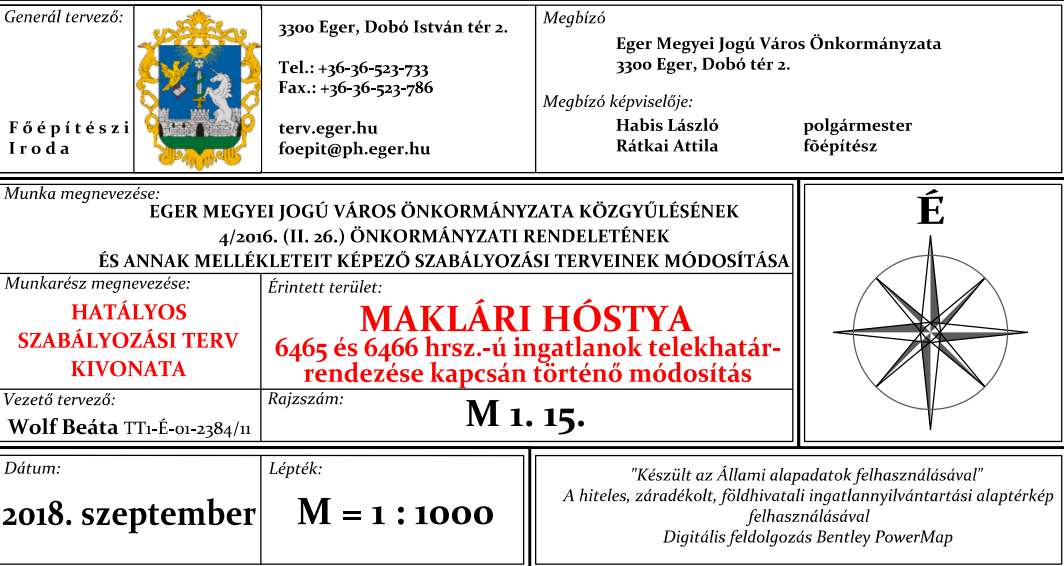 Generál tervező:
Főépítészi
Iroda
3300 Eger, Dobó István tér 2.
Tel.: +36-36-523-733
Fax.: +36-36-523-786
terv.eger.hu
foepit@ph.eger.hu
Megbízó
Eger Megyei Jogú Város Önkormányzata
3300 Eger, Dobó tér 2.
Megbízó képviselője:
Habis László polgármester
Rátkai Attila főépítész
Munka megnevezése:
EGER MEGYEI JOGÚ VÁROS ÖNKORMÁNYZATA KÖZGYŰLÉSÉNEK
4/2016. (II. 26.) ÖNKORMÁNYZATI RENDELETÉNEK
ÉS ANNAK MELLÉKLETEIT KÉPEZŐ SZABÁLYOZÁSI TERVEINEK MÓDOSÍTÁSA
Munkarész megnevezése:
HATÁLYOS
SZABÁLYOZÁSI TERV
KIVONATA
Érintett terület:
MAKLÁRI HÓSTYA
6465 és 6466 hrsz.-ú ingatlanok telekhatár-
rendezése kapcsán történő módosítás
Vezető tervező:
Wolf Beáta TT1-É-01-2384/11
Rajzszám:
M 1. 15.
É
Dátum:
2018. szeptember
Lépték:
M = 1 : 1000
"Készült az Állami alapadatok felhasználásával"
A hiteles, záradékolt, földhivatali ingatlannyilvántartási alaptérkép
felhasználásával
Digitális feldolgozás Bentley PowerMap